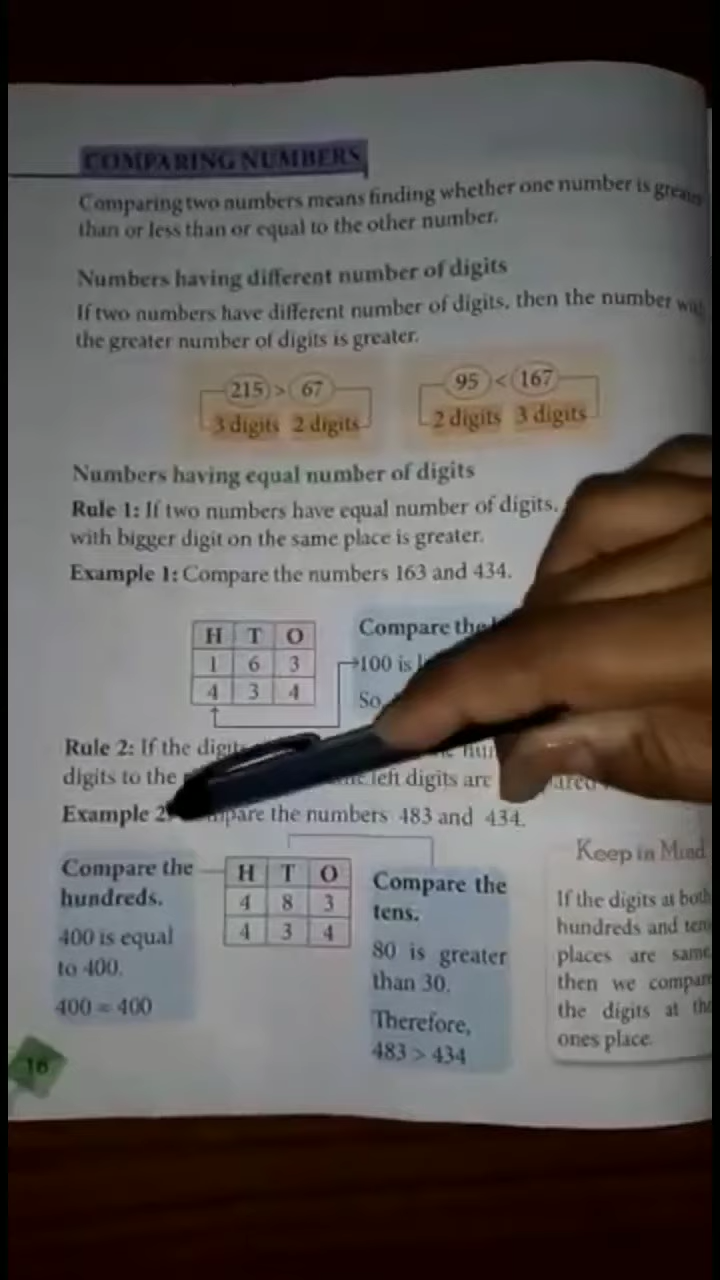 COMPARING NUMBERS
Comparing two numbers means finding whether one number is greater
than or less than or equal to the other number.
Numbers having different number of digits
If two numbers have different number of digits, then the number with
the greater number of digits is greater.
215 > 67
3 digits 2 digits
95 < 167
2 digits 3 digits
Numbers having equal number of digits
Rule 1: If two numbers have equal number of digits,
with bigger digit on the same place is greater.
Example 1: Compare the numbers 163 and 434.
H T O
1 6 3
4 3 4
Compare the
100 is
So,
Rule 2: If the digits
digits to the left digits are
Example 2: Compare the numbers 483 and 434.
Compare the
hundreds.
400 is equal
to 400.
400 = 400
H T O
4 8 3
4 3 4
Compare the
tens.
80 is greater
than 30.
Therefore,
483 > 434
Keep in Mind
If the digits at both
hundreds and tens
places are same,
then we compare
the digits at the
ones place.
16